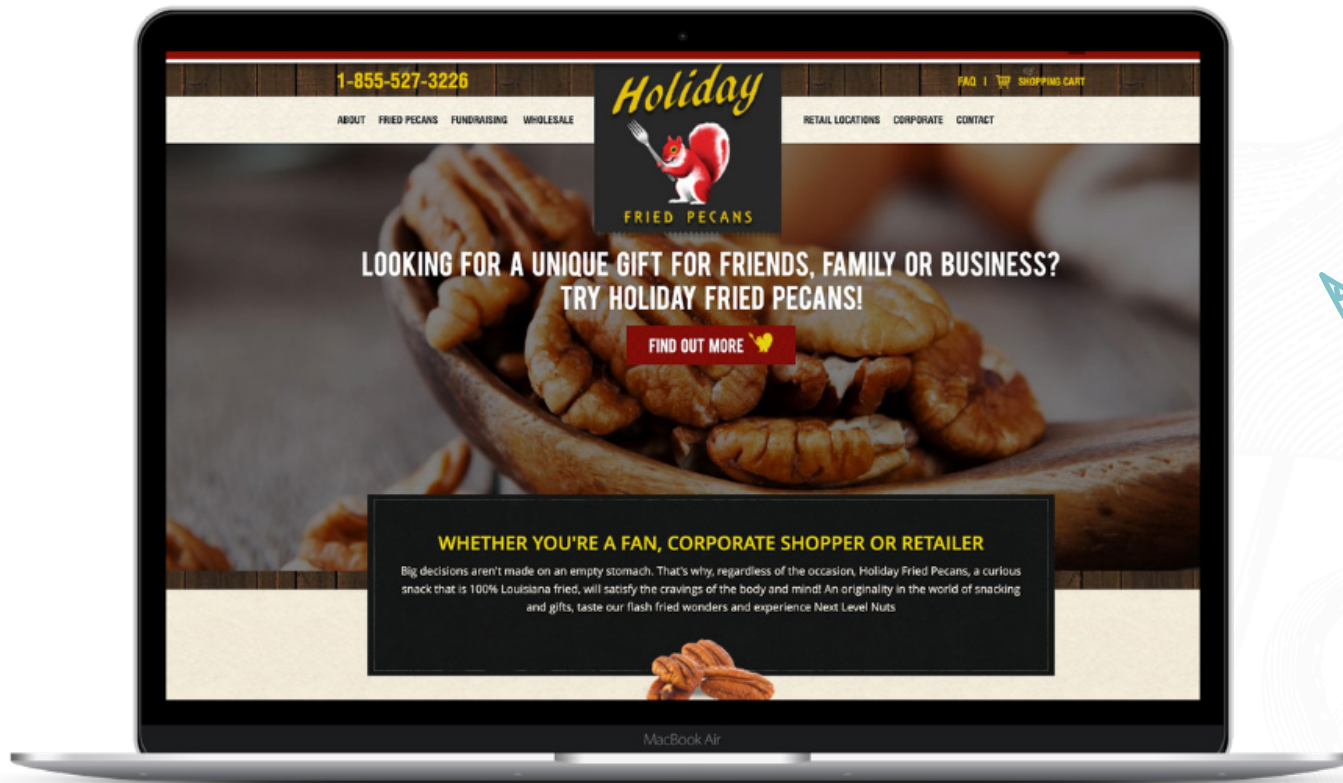 1-855-527-3226
FAQ | SHOPPING CART
Holiday
FRIED PECANS
ABOUT FRIED PECANS FUNDRAISING WHOLESALE
RETAIL LOCATIONS CORPORATE CONTACT
LOOKING FOR A UNIQUE GIFT FOR FRIENDS, FAMILY OR BUSINESS?
TRY HOLIDAY FRIED PECANS!
FIND OUT MORE
WHETHER YOU'RE A FAN, CORPORATE SHOPPER OR RETAILER
Big decisions aren't made on an empty stomach. That's why, regardless of the occasion, Holiday Fried Pecans, a curious
snack that is 100% Louisiana fried, will satisfy the cravings of the body and mind! An originality in the world of snacking
and gifts, taste our flash fried wonders and experience Next Level Nuts
MacBook Air